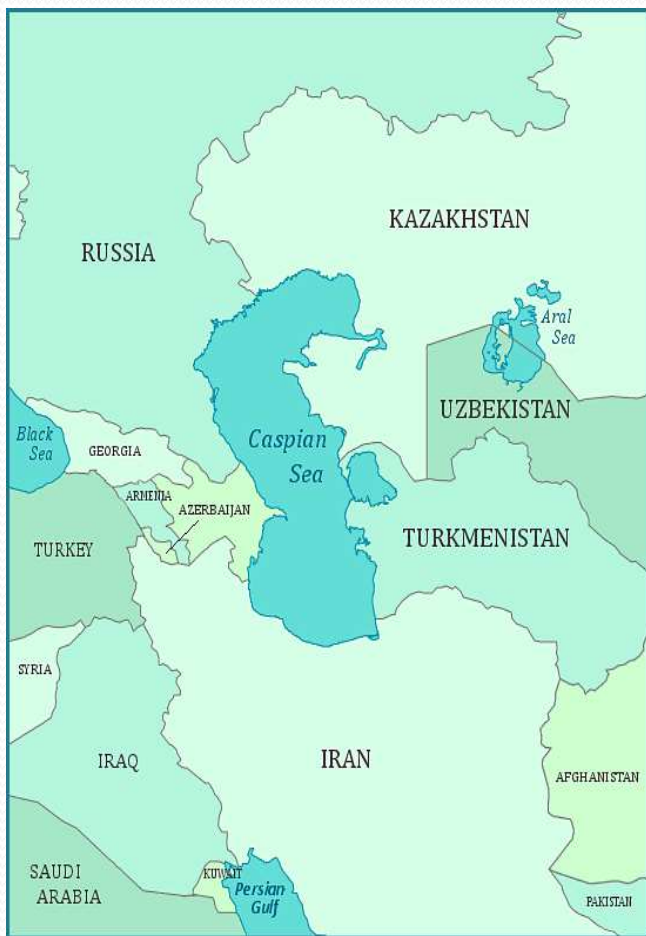 KAZAKHSTAN
RUSSIA
Aral
Sea
UZBEKISTAN
Black
Sea
GEORGIA
Caspian
Sea
ARMENIA
AZERBAIJAN
TURKEY
TURKMENISTAN
SYRIA
IRAQ
IRAN
AFGHANISTAN
SAUDI
ARABIA
KUWAIT
Persian
Gulf
PAKISTAN